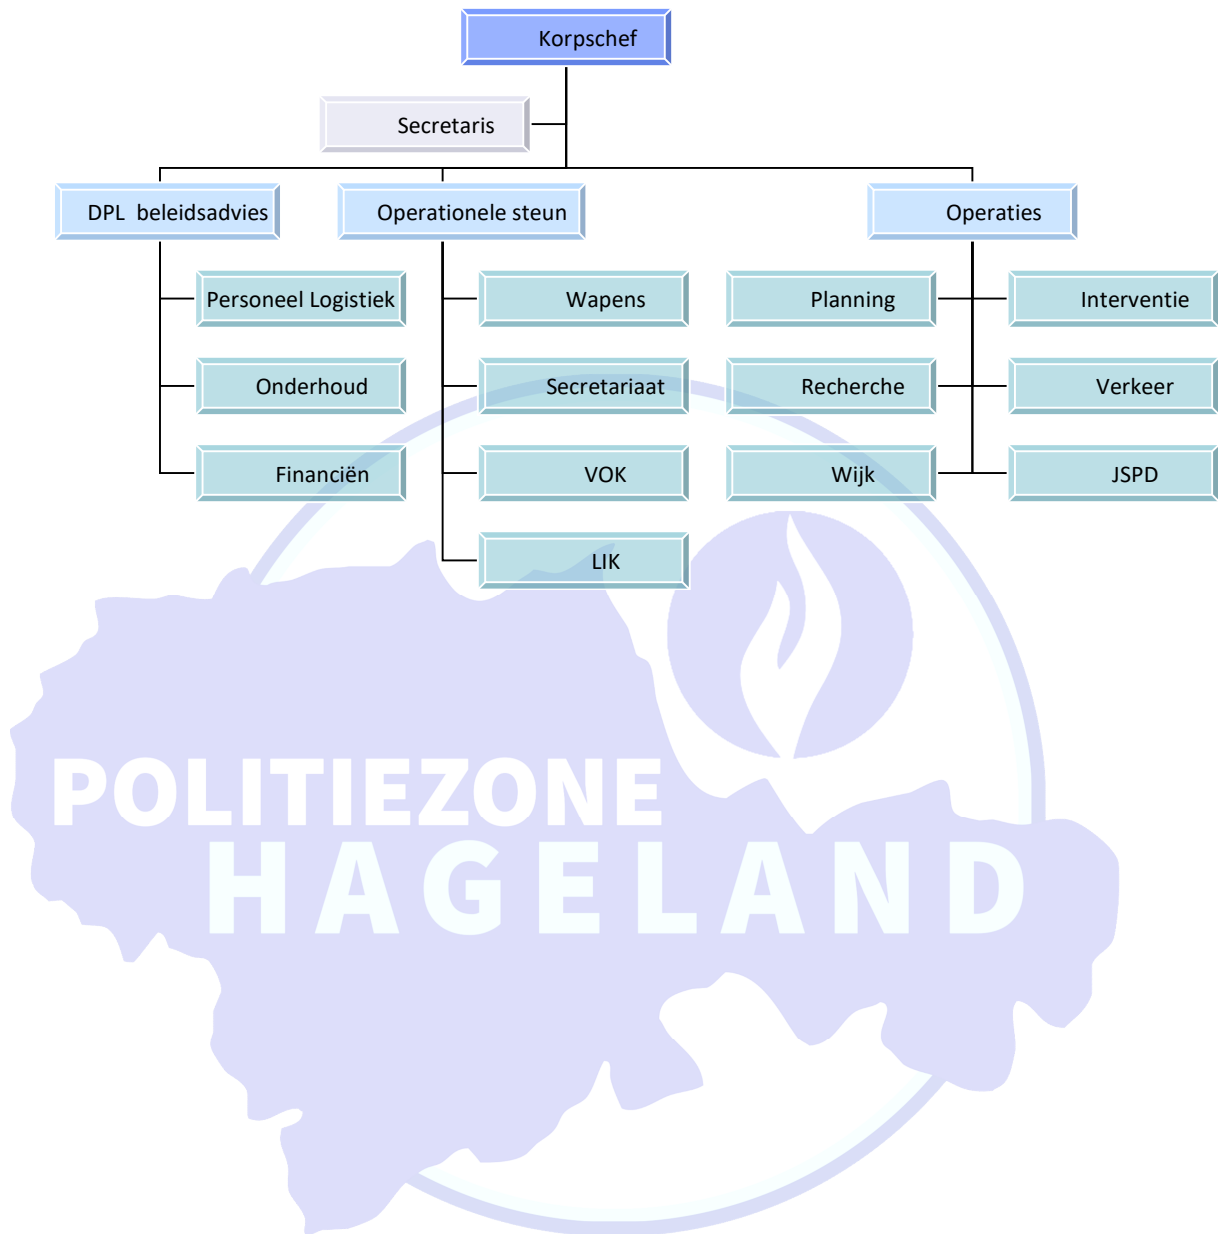 Korpschef
Secretaris
DPL beleidsadvies
Operationele steun
Operaties
Personeel Logistiek
Wapens
Planning
Interventie
Onderhoud
Secretariaat
Recherche
Verkeer
Financiën
VOK
Wijk
JSPD
LIK
POLITIEZONE
HAGELAND